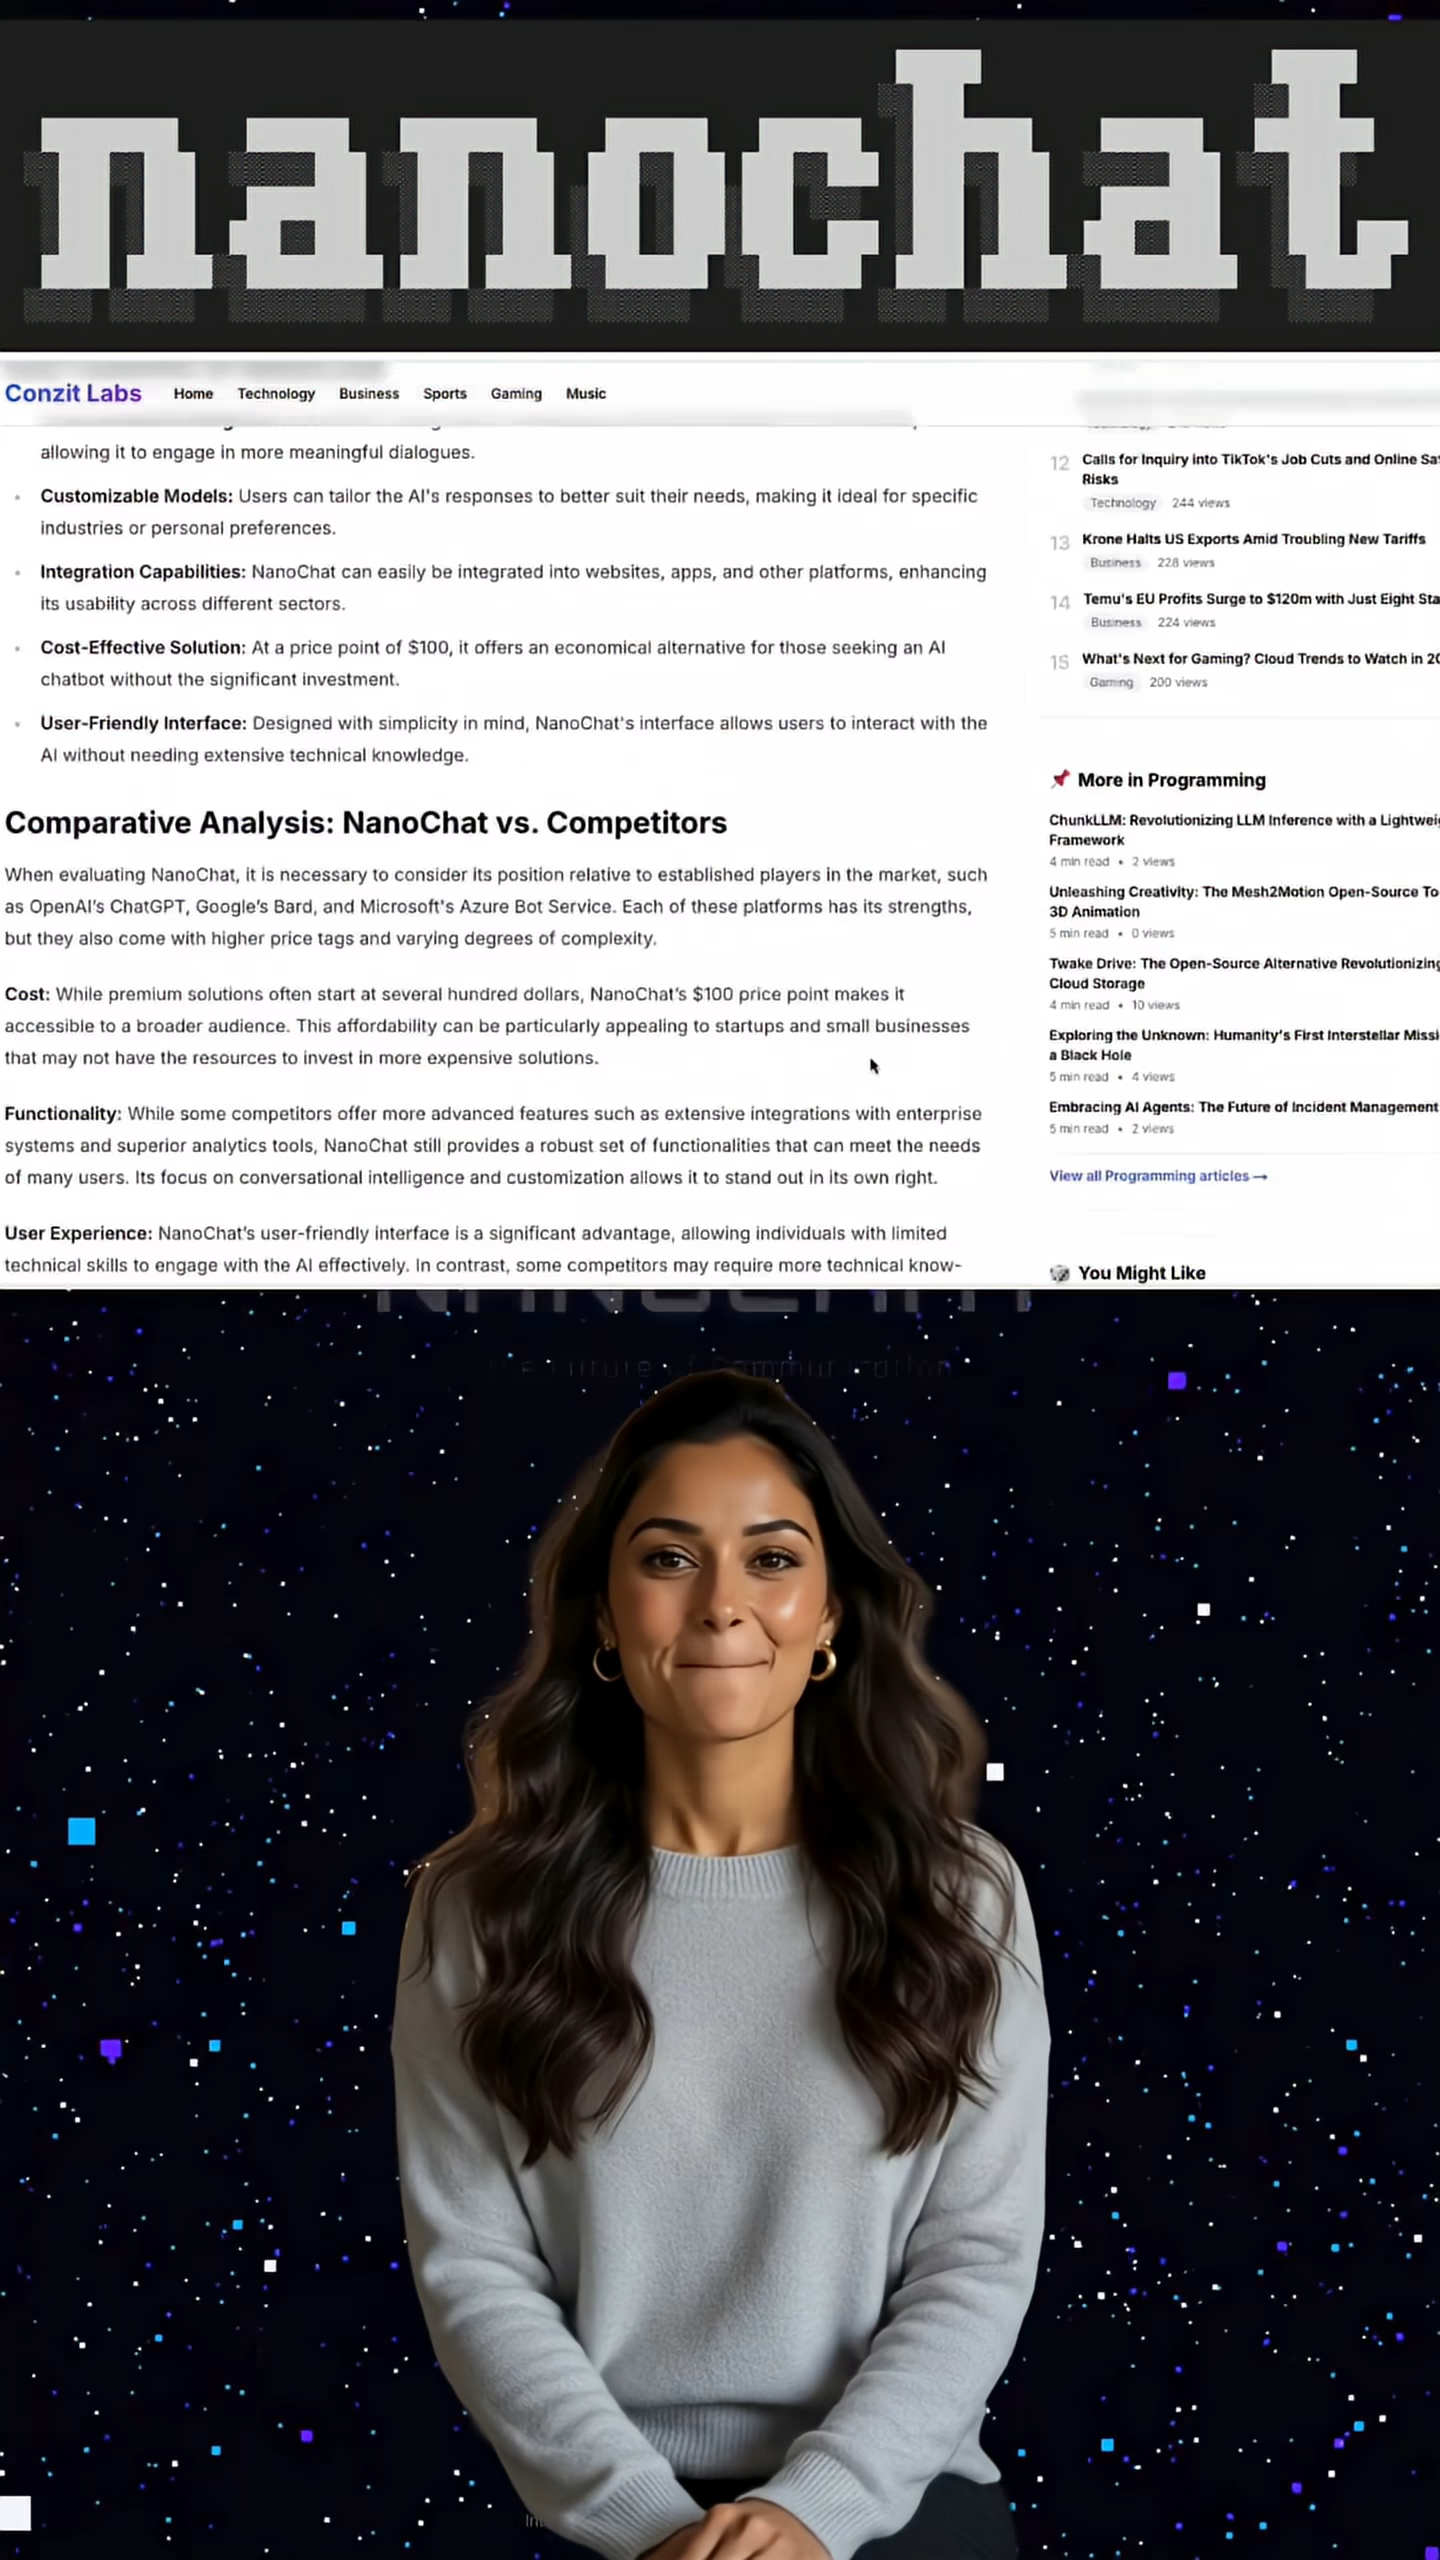 nanochat
Conzit Labs
Home Technology Business Sports Gaming Music
allowing it to engage in more meaningful dialogues.
Customizable Models: Users can tailor the AI's responses to better suit their needs, making it ideal for specific
industries or personal preferences.
Integration Capabilities: NanoChat can easily be integrated into websites, apps, and other platforms, enhancing
its usability across different sectors.
Cost-Effective Solution: At a price point of $100, it offers an economical alternative for those seeking an AI
chatbot without the significant investment.
User-Friendly Interface: Designed with simplicity in mind, NanoChat's interface allows users to interact with the
AI without needing extensive technical knowledge.
Comparative Analysis: NanoChat vs. Competitors
When evaluating NanoChat, it is necessary to consider its position relative to established players in the market, such
as OpenAI's ChatGPT, Google's Bard, and Microsoft's Azure Bot Service. Each of these platforms has its strengths,
but they also come with higher price tags and varying degrees of complexity.
Cost: While premium solutions often start at several hundred dollars, NanoChat's $100 price point makes it
accessible to a broader audience. This affordability can be particularly appealing to startups and small businesses
that may not have the resources to invest in more expensive solutions.
Functionality: While some competitors offer more advanced features such as extensive integrations with enterprise
systems and superior analytics tools, NanoChat still provides a robust set of functionalities that can meet the needs
of many users. Its focus on conversational intelligence and customization allows it to stand out in its own right.
User Experience: NanoChat's user-friendly interface is a significant advantage, allowing individuals with limited
technical skills to engage with the AI effectively. In contrast, some competitors may require more technical know-
12 Calls for Inquiry into TikTok's Job Cuts and Online
Risks
Technology 244 views
13 Krone Halts US Exports Amid Troubling New Tariffs
Business 228 views
14 Temu's EU Profits Surge to $120m with Just Eight
Business 224 views
15 What's Next for Gaming? Cloud Trends to Watch in
Gaming 200 views
More in Programming
ChunkLLM: Revolutionizing LLM Inference with a
Framework
4 min read • 2 views
Unleashing Creativity: The Mesh2Motion Open-Source
3D Animation
5 min read • 0 views
Twake Drive: The Open-Source Alternative Revolutionizing
Cloud Storage
4 min read • 10 views
Exploring the Unknown: Humanity's First Interstellar
a Black Hole
5 min read • 4 views
Embracing AI Agents: The Future of Incident Management
5 min read • 2 views
View all Programming articles →
You Might Like